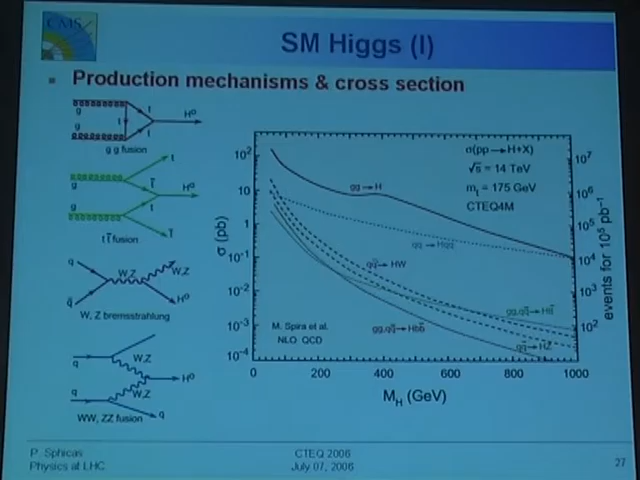 CMS
SM Higgs (I)
Production mechanisms & cross section
g
g
t
t
t
H⁰
g g fusion
g
g
t
t̄
t
t̄
H⁰
t t̄ fusion
q
q̄
W,Z
W,Z
H⁰
W, Z bremsstrahlung
q
q
W,Z
W,Z
H⁰
q
WW, ZZ fusion
σ(pp→H+X)
√s = 14 TeV
mₜ = 175 GeV
CTEQ4M
gg→H
qq→Hqq
qq̄→HW
gg,qq̄→Htt̄
gg,qq̄→Hbb̄
qq̄→HZ
M. Spira et al.
NLO QCD
σ (pb)
10²
10
1
10⁻¹
10⁻²
10⁻³
10⁻⁴
0
200
400
600
800
1000
M_H (GeV)
10⁷
10⁶
10⁵
10⁴
10³
10²
events for 10⁵ pb⁻¹
P. Sphicas
Physics at LHC
CTEQ 2006
July 07, 2006
27